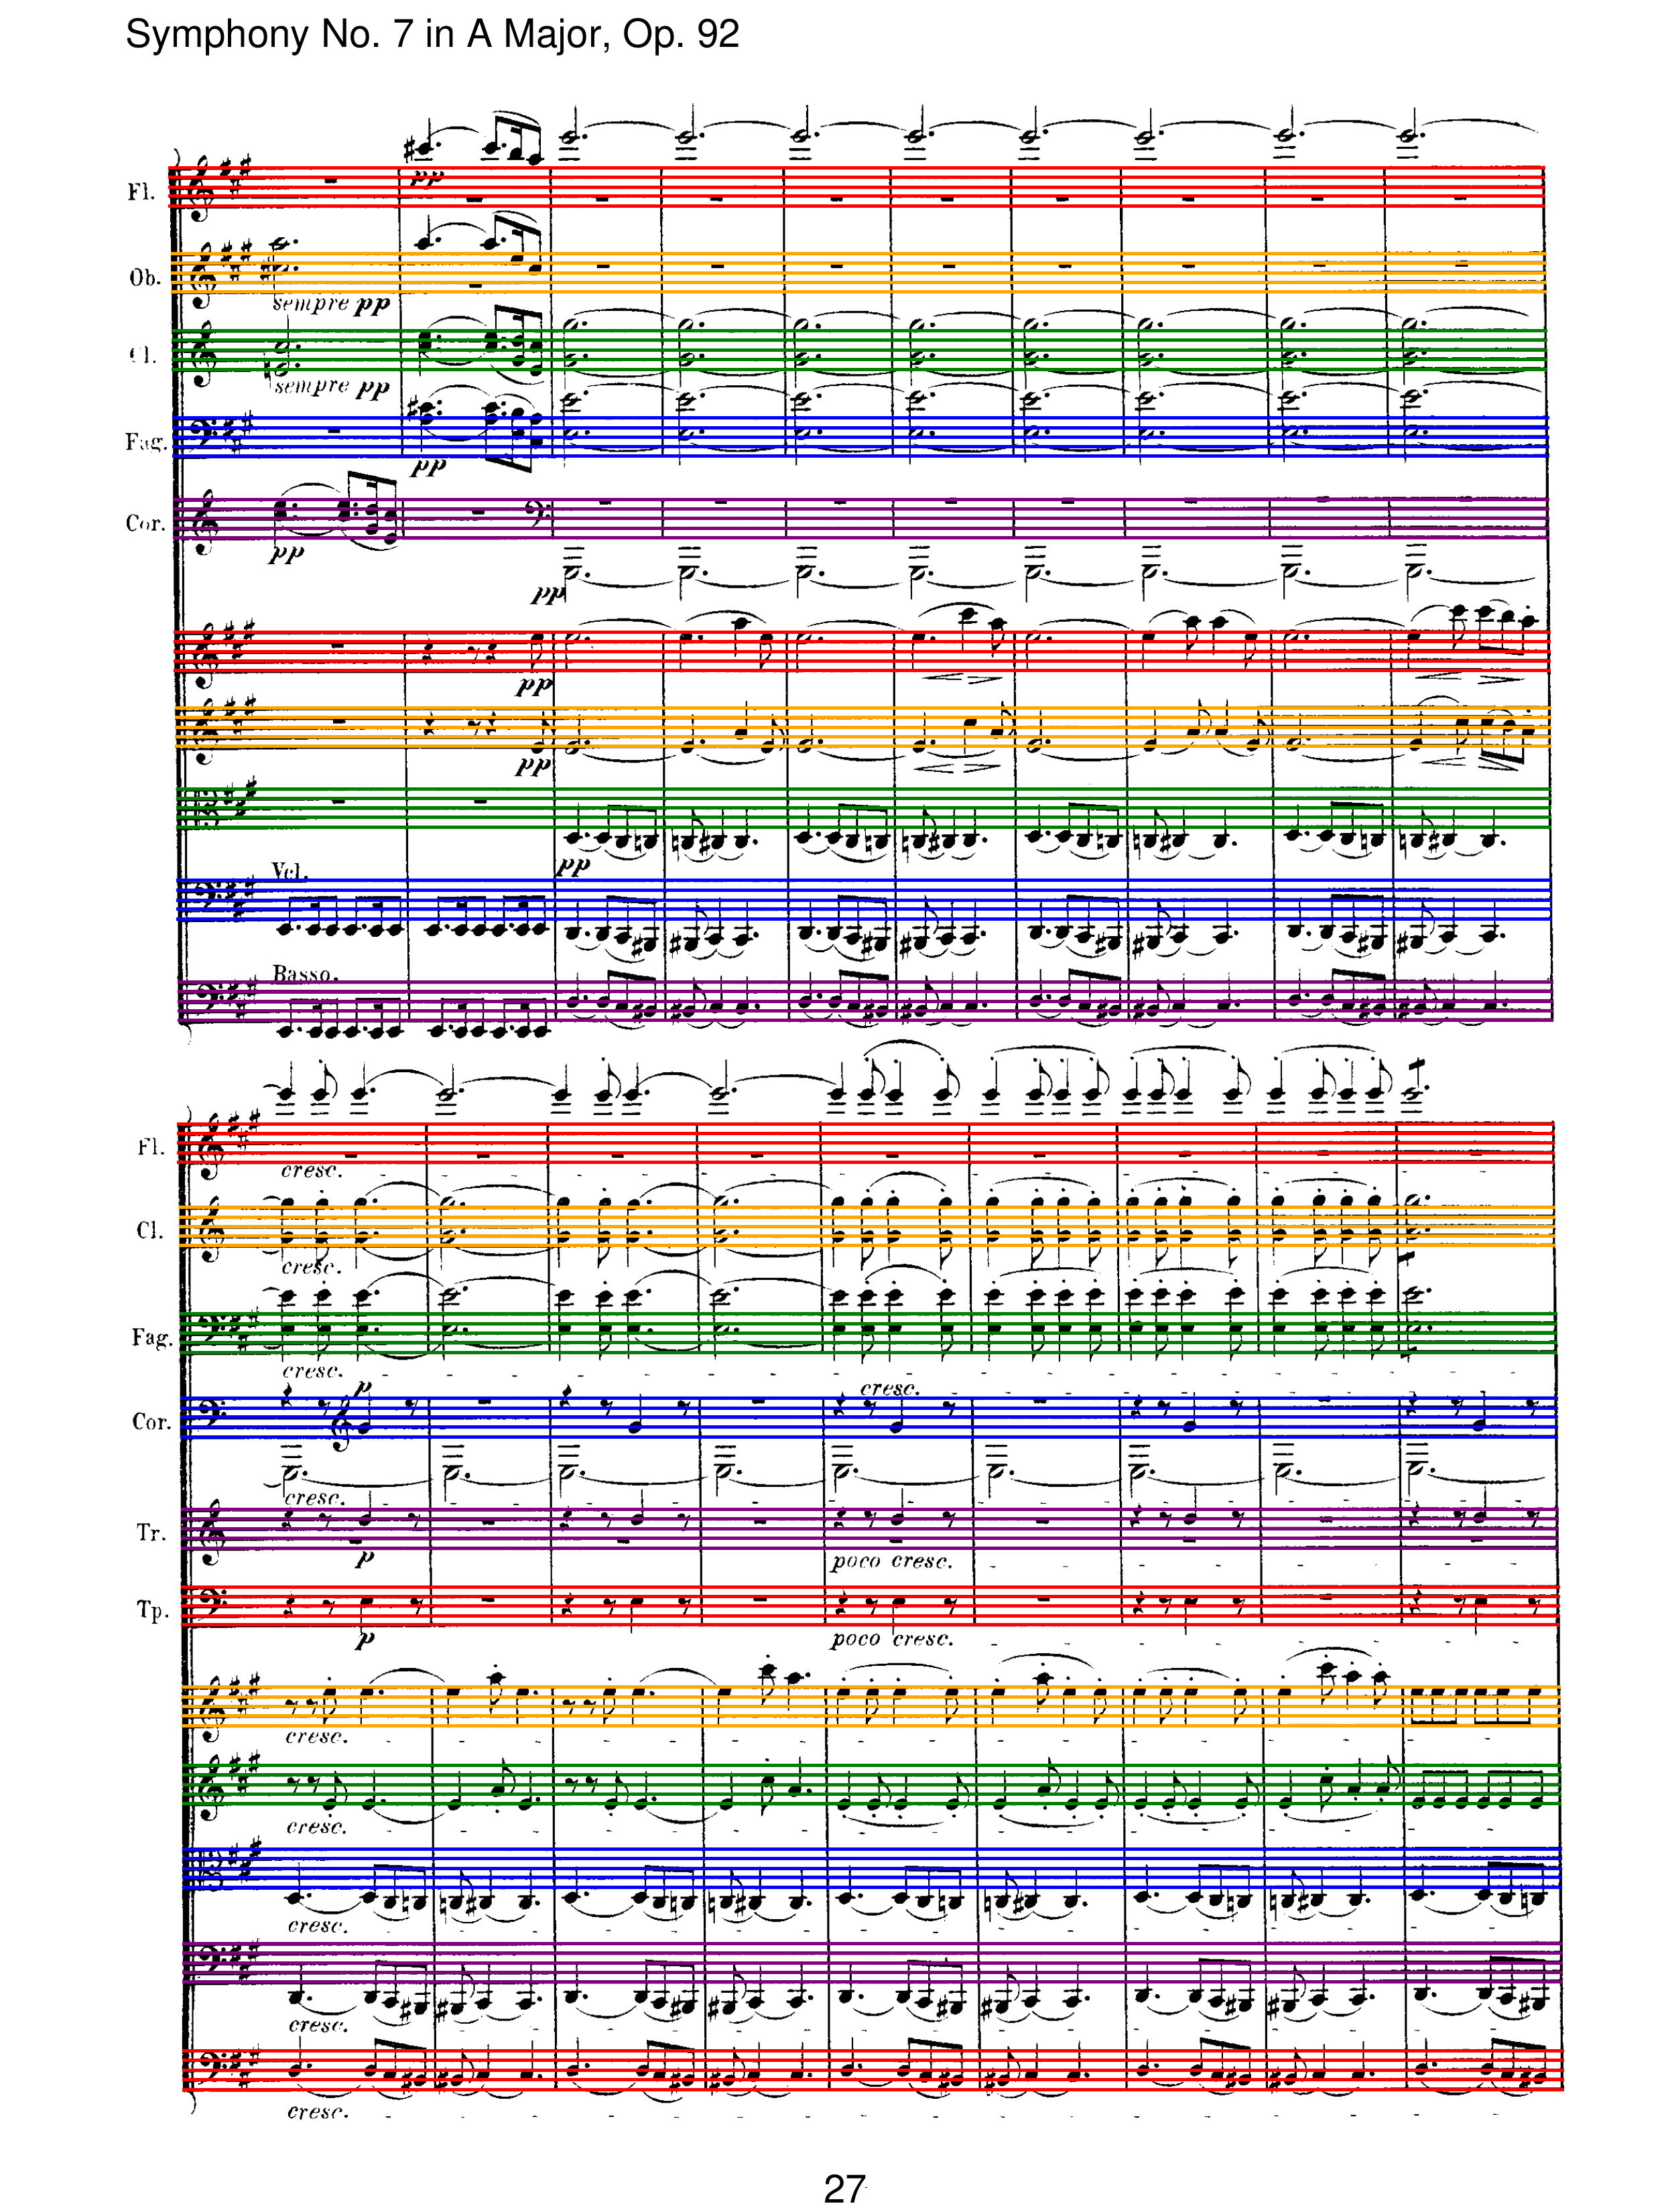 Symphony No. 7 in A Major, Op. 92
pp
Fl.
Ob.
sempre pp
Cl.
sempre pp
Fag.
pp
Cor.
pp
pp
pp
pp
pp
Vcl.
Basso.
Fl.
cresc.
Cl.
cresc.
Fag.
cresc.
p cresc.
Cor.
cresc.
Tr.
p poco cresc.
Tp.
p poco cresc.
cresc.
cresc.
cresc.
cresc.
cresc.
27